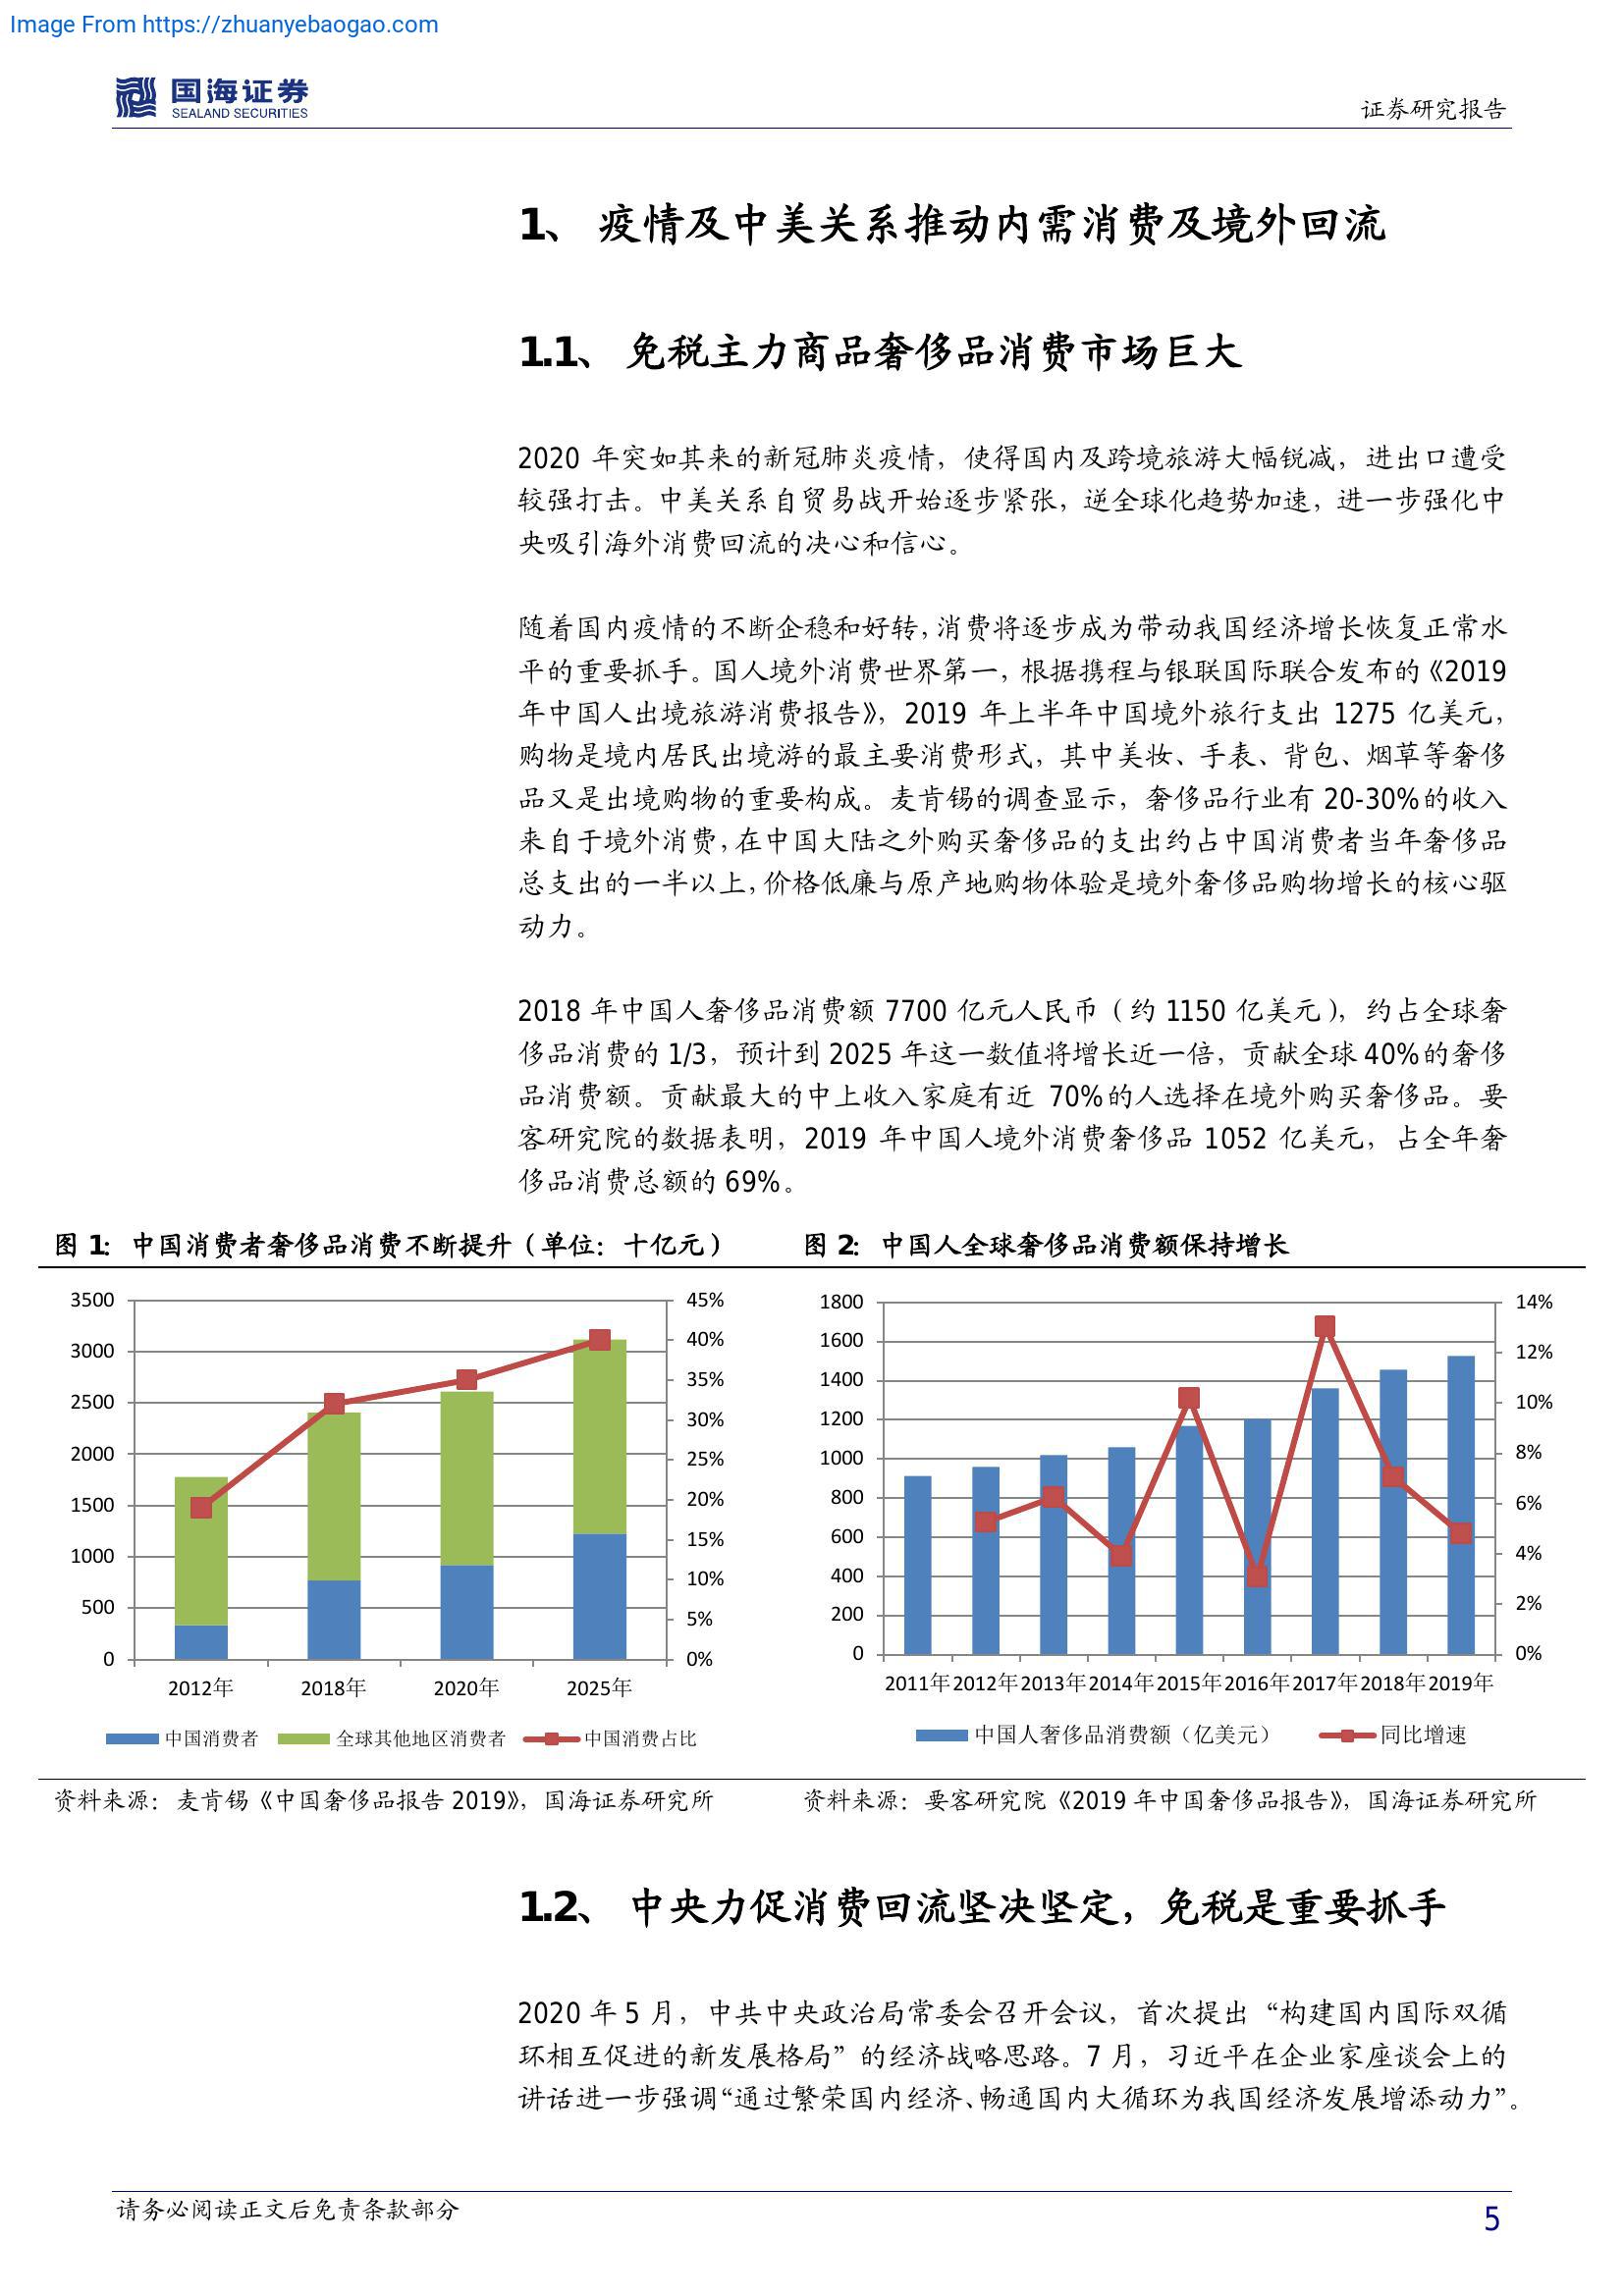 Image From https://zhuanyebaogao.com
国海证券
SEALAND SECURITIES
证券研究报告
1、 疫情及中美关系推动内需消费及境外回流
1.1、 免税主力商品奢侈品消费市场巨大
2020 年突如其来的新冠肺炎疫情，使得国内及跨境旅游大幅锐减，进出口遭受
较强打击。中美关系自贸易战开始逐步紧张，逆全球化趋势加速，进一步强化中
央吸引海外消费回流的决心和信心。
随着国内疫情的不断企稳和好转，消费将逐步成为带动我国经济增长恢复正常水
平的重要抓手。国人境外消费世界第一，根据携程与银联国际联合发布的《2019
年中国人出境旅游消费报告》，2019 年上半年中国境外旅行支出 1275 亿美元，
购物是境内居民出境游的最主要消费形式，其中美妆、手表、背包、烟草等奢侈
品又是出境购物的重要构成。麦肯锡的调查显示，奢侈品行业有 20-30%的收入
来自于境外消费，在中国大陆之外购买奢侈品的支出约占中国消费者当年奢侈品
总支出的一半以上，价格低廉与原产地购物体验是境外奢侈品购物增长的核心驱
动力。
2018 年中国人奢侈品消费额 7700 亿元人民币（约 1150 亿美元），约占全球奢
侈品消费的 1/3，预计到 2025 年这一数值将增长近一倍，贡献全球 40%的奢侈
品消费额。贡献最大的中上收入家庭有近 70%的人选择在境外购买奢侈品。要
客研究院的数据表明，2019 年中国人境外消费奢侈品 1052 亿美元，占全年奢
侈品消费总额的 69%。
图 1：中国消费者奢侈品消费不断提升（单位：十亿元）
3500
3000
2500
2000
1500
1000
500
0
45%
40%
35%
30%
25%
20%
15%
10%
5%
0%
2012年 2018年 2020年 2025年
中国消费者 全球其他地区消费者 中国消费占比
资料来源：麦肯锡《中国奢侈品报告 2019》，国海证券研究所
图 2：中国人全球奢侈品消费额保持增长
1800
1600
1400
1200
1000
800
600
400
200
0
14%
12%
10%
8%
6%
4%
2%
0%
2011年2012年2013年2014年2015年2016年2017年2018年2019年
中国人奢侈品消费额（亿美元） 同比增速
资料来源：要客研究院《2019 年中国奢侈品报告》，国海证券研究所
1.2、 中央力促消费回流坚决坚定，免税是重要抓手
2020 年 5 月，中共中央政治局常委会召开会议，首次提出“构建国内国际双循
环相互促进的新发展格局”的经济战略思路。7 月，习近平在企业家座谈会上的
讲话进一步强调“通过繁荣国内经济、畅通国内大循环为我国经济发展增添动力”。
请务必阅读正文后免责条款部分
5